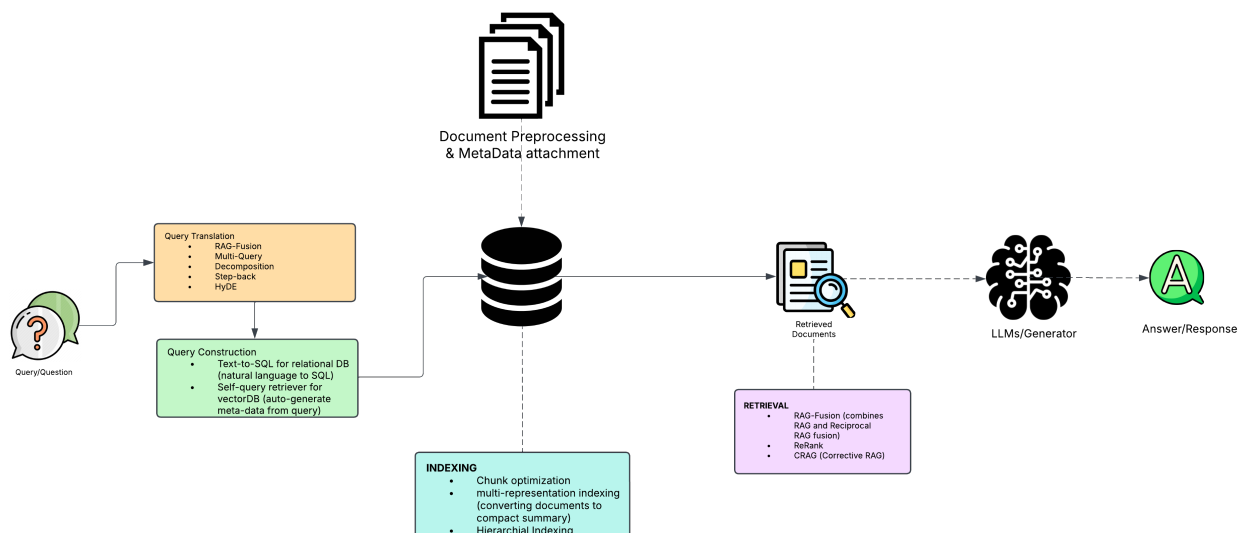 Document Preprocessing
& MetaData attachment
Query Translation
• RAG-Fusion
• Multi-Query
• Decomposition
• Step-back
• HyDE
?
Query/Question
Query Construction
• Text-to-SQL for relational DB
(natural language to SQL)
• Self-query retriever for
vectorDB (auto-generate
meta-data from query)
Retrieved
Documents
LLMs/Generator
A
Answer/Response
RETRIEVAL
• RAG-Fusion (combines
RAG and Reciprocal
RAG fusion)
• ReRank
• CRAG (Corrective RAG)
INDEXING
• Chunk optimization
• multi-representation indexing
(converting documents to
compact summary)
• Hierarchial Indexing